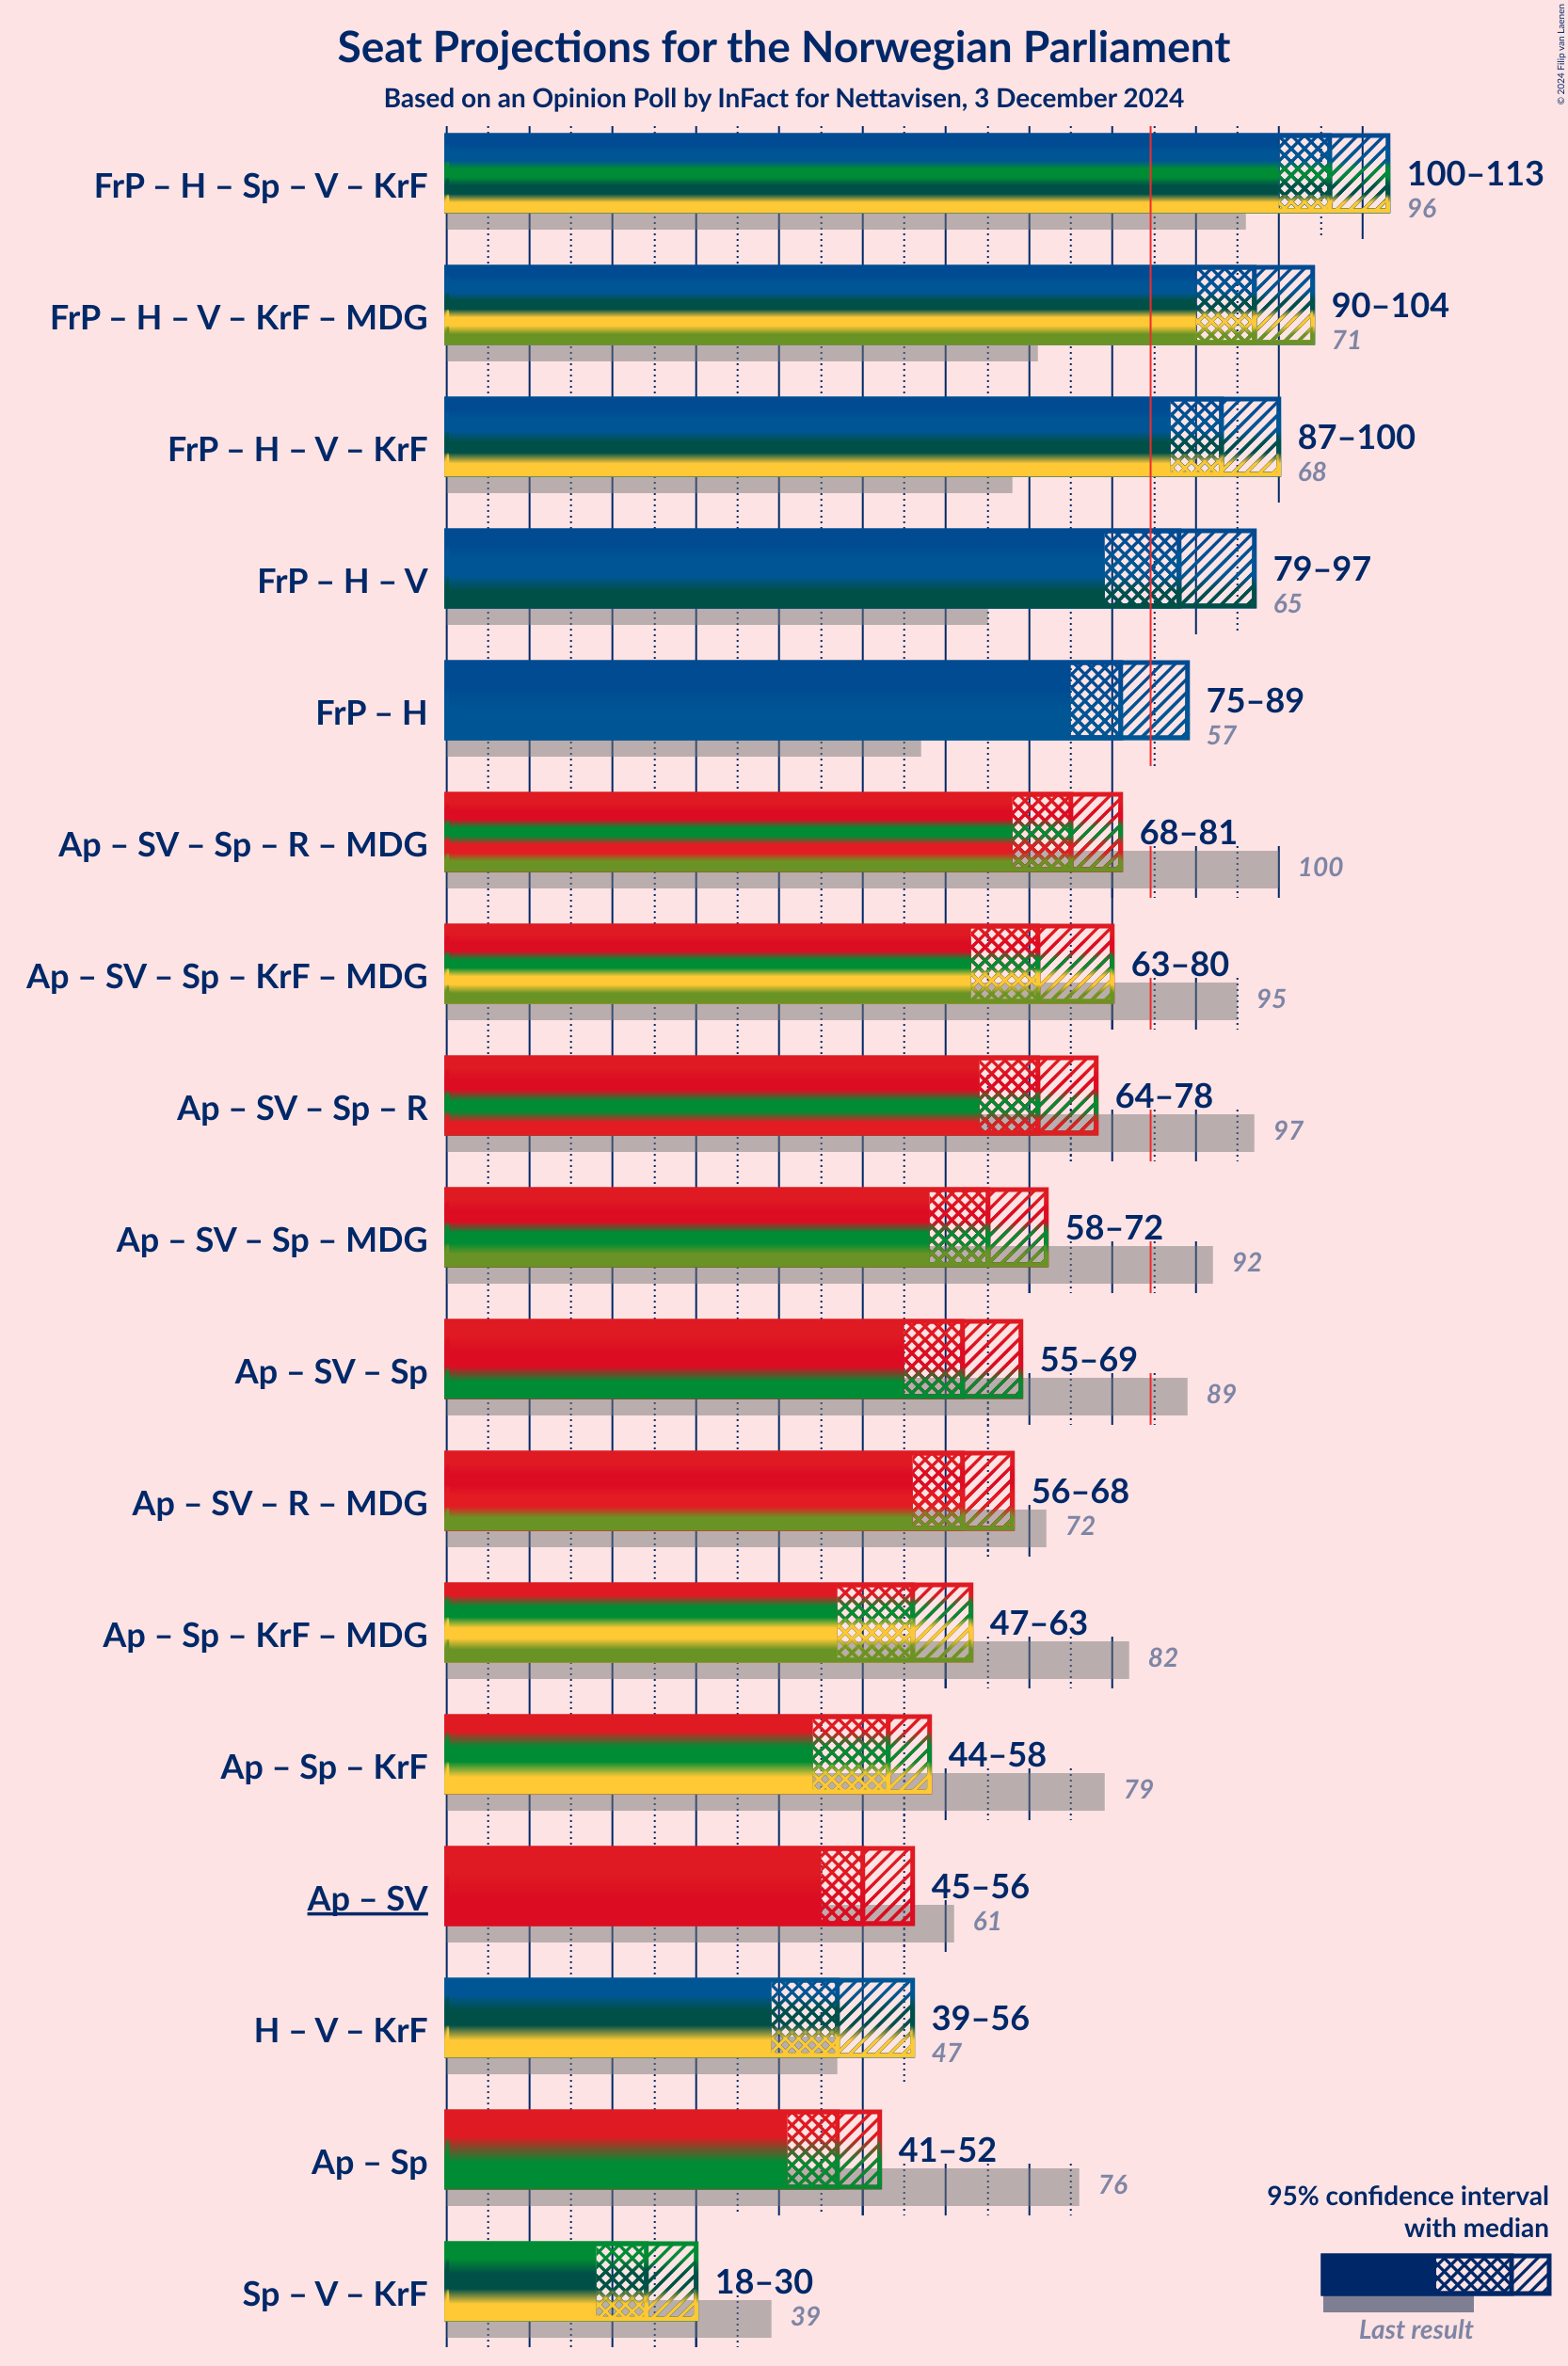 © 2024 Filip van Laenen
Seat Projections for the Norwegian Parliament
Based on an Opinion Poll by InFact for Nettavisen, 3 December 2024
FrP – H – Sp – V – KrF
100–113
96
FrP – H – V – KrF – MDG
90–104
71
FrP – H – V – KrF
87–100
68
FrP – H – V
79–97
65
FrP – H
75–89
57
Ap – SV – Sp – R – MDG
68–81
100
Ap – SV – Sp – KrF – MDG
63–80
95
Ap – SV – Sp – R
64–78
97
Ap – SV – Sp – MDG
58–72
92
Ap – SV – Sp
55–69
89
Ap – SV – R – MDG
56–68
72
Ap – Sp – KrF – MDG
47–63
82
Ap – Sp – KrF
44–58
79
Ap – SV
45–56
61
H – V – KrF
39–56
47
Ap – Sp
41–52
76
Sp – V – KrF
18–30
39
95% confidence interval
with median
Last result